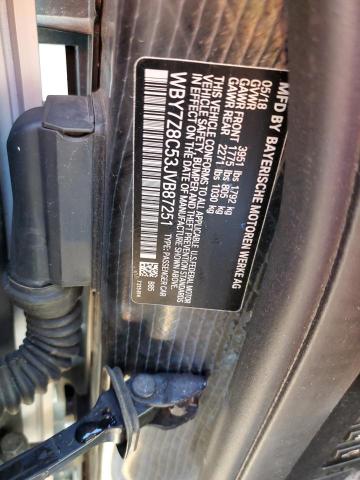 MFD BY BAYERISCHE MOTOREN WERKE AG
05/18
GVWR 3951 lbs 1792 kg
GAWR FRONT 1775 lbs 805 kg
GAWR REAR 2271 lbs 1030 kg
THIS VEHICLE CONFORMS TO ALL APPLICABLE U.S. FEDERAL MOTOR
VEHICLE SAFETY, BUMPER AND THEFT PREVENTION STANDARDS
IN EFFECT ON THE DATE OF MANUFACTURE SHOWN ABOVE.
WBY7Z8C53JVB87251 TYPE: PASSENGER CAR
B85